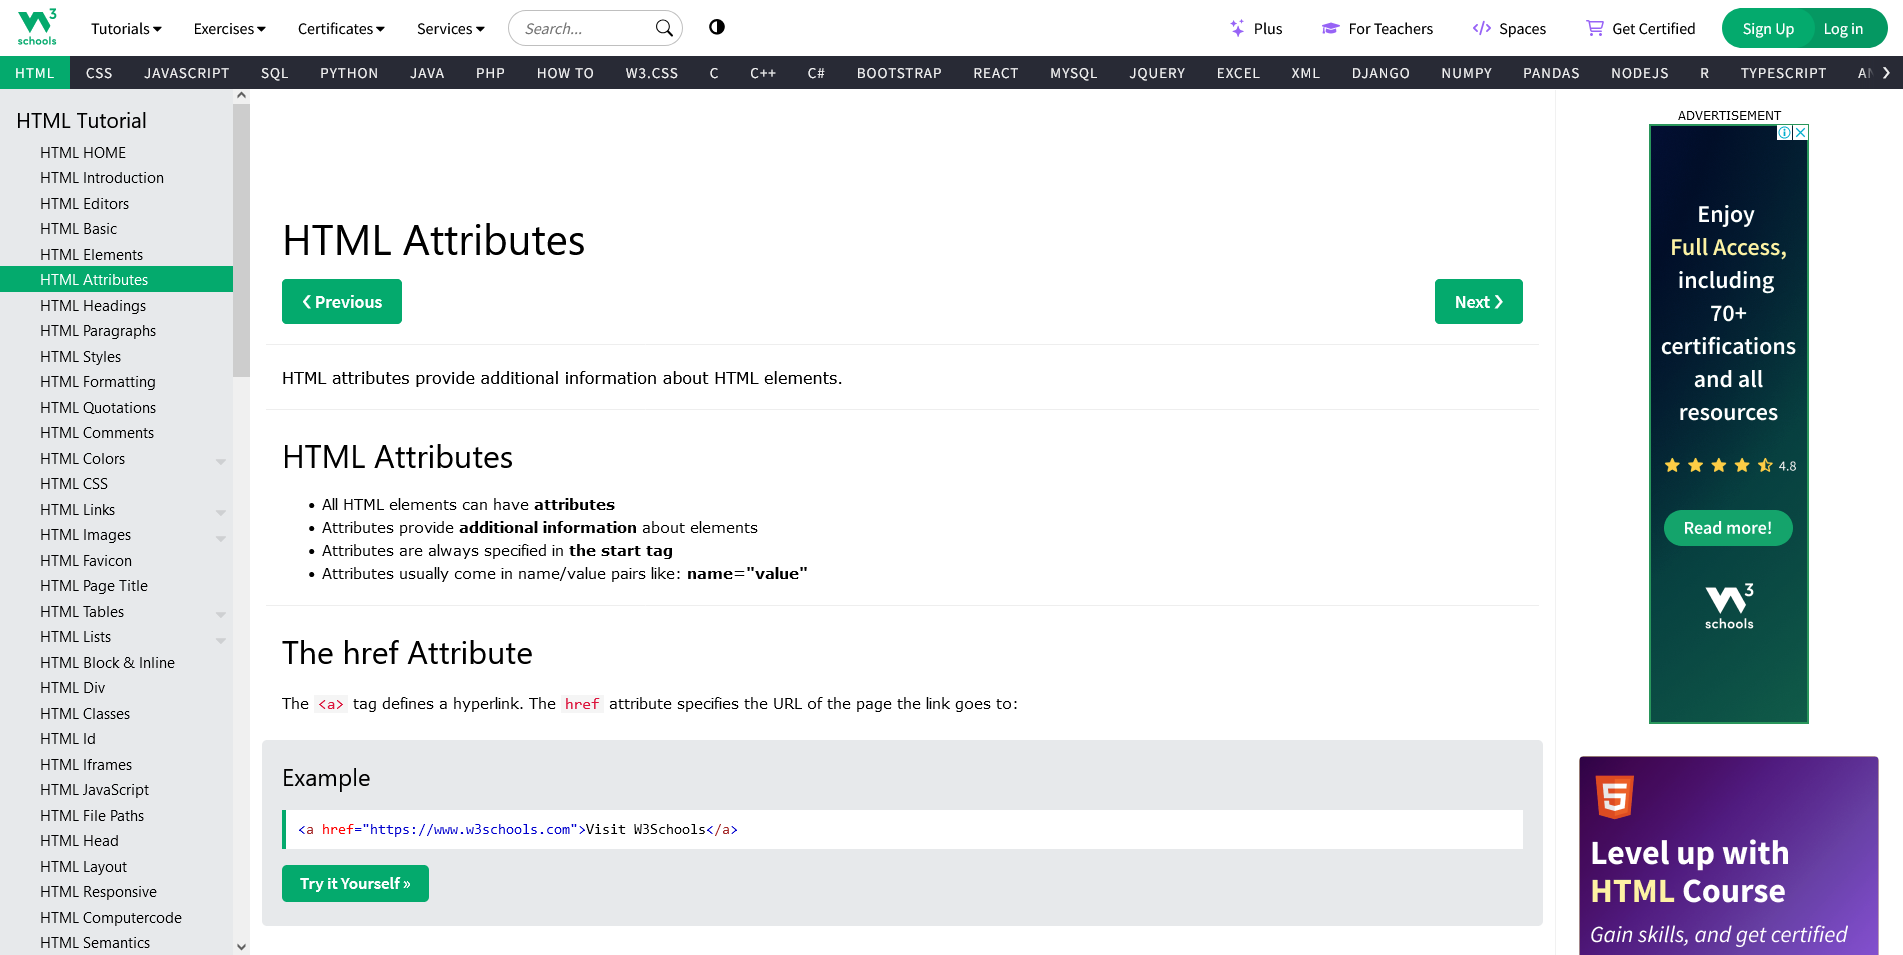 W3 schools
Tutorials Exercises Certificates Services Search... Plus For Teachers Spaces Get Certified Sign Up Log in
HTML CSS JAVASCRIPT SQL PYTHON JAVA PHP HOW TO W3.CSS C C++ C# BOOTSTRAP REACT MYSQL JQUERY EXCEL XML DJANGO NUMPY PANDAS NODEJS R TYPESCRIPT
HTML Tutorial
HTML HOME
HTML Introduction
HTML Editors
HTML Basic
HTML Elements
HTML Attributes
HTML Headings
HTML Paragraphs
HTML Styles
HTML Formatting
HTML Quotations
HTML Comments
HTML Colors
HTML CSS
HTML Links
HTML Images
HTML Favicon
HTML Page Title
HTML Tables
HTML Lists
HTML Block & Inline
HTML Div
HTML Classes
HTML Id
HTML Iframes
HTML JavaScript
HTML File Paths
HTML Head
HTML Layout
HTML Responsive
HTML Computercode
HTML Semantics
HTML Attributes
❮ Previous
Next ❯
HTML attributes provide additional information about HTML elements.
HTML Attributes
• All HTML elements can have attributes
• Attributes provide additional information about elements
• Attributes are always specified in the start tag
• Attributes usually come in name/value pairs like: name="value"
The href Attribute
The <a> tag defines a hyperlink. The href attribute specifies the URL of the page the link goes to:
Example
<a href="https://www.w3schools.com">Visit W3Schools</a>
Try it Yourself »
ADVERTISEMENT
Enjoy
Full Access,
including
70+
certifications
and all
resources
4.8
Read more!
W3
schools
5
Level up with
HTML Course
Gain skills, and get certified